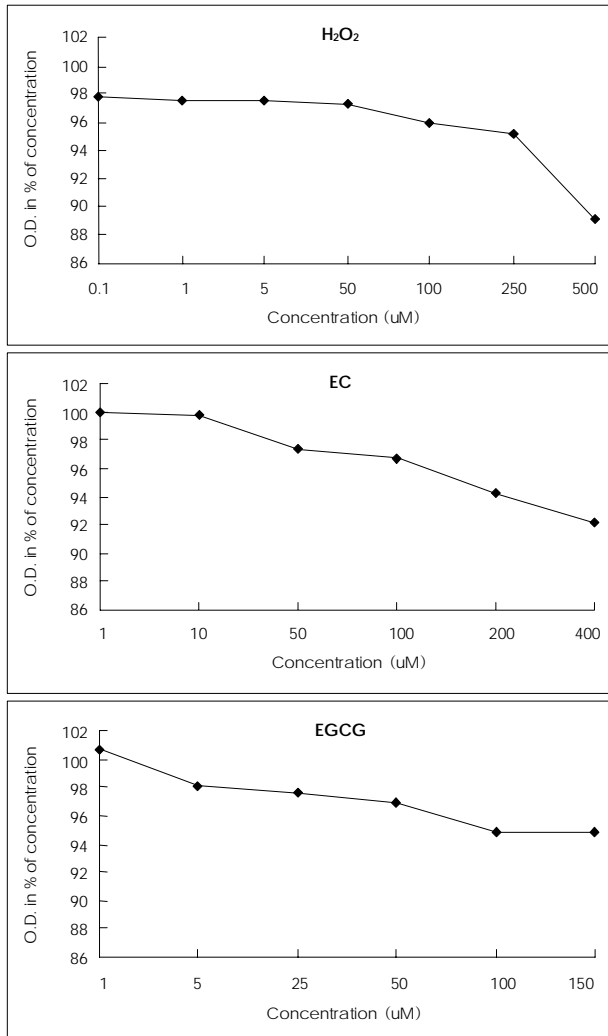 H₂O₂
O.D. in % of concentration
102
100
98
96
94
92
90
88
86
0.1 1 5 50 100 250 500
Concentration (uM)
EC
O.D. in % of concentration
102
100
98
96
94
92
90
88
86
1 10 50 100 200 400
Concentration (uM)
EGCG
O.D. in % of concentration
102
100
98
96
94
92
90
88
86
1 5 25 50 100 150
Concentration (uM)